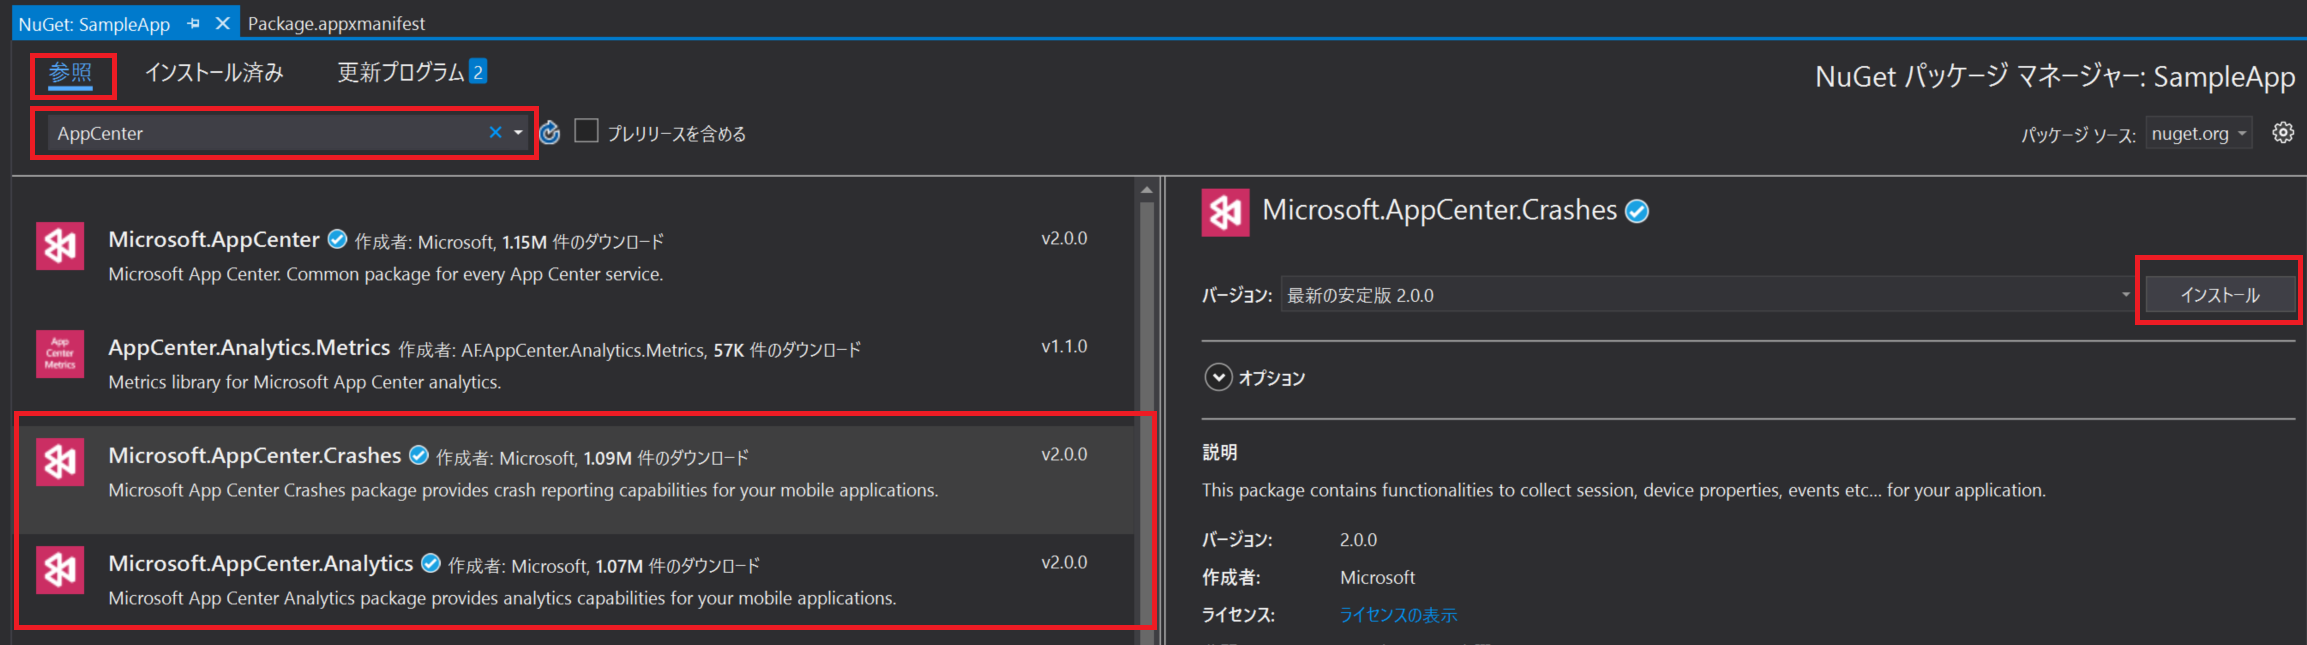 NuGet: SampleApp
Package.appxmanifest
参照 インストール済み 更新プログラム 2
NuGet パッケージ マネージャー: SampleApp
AppCenter
プレリリースを含める
パッケージ ソース: nuget.org
Microsoft.AppCenter 作成者: Microsoft, 1.15M 件のダウンロード v2.0.0
Microsoft App Center. Common package for every App Center service.
App Center Metrics
AppCenter.Analytics.Metrics 作成者: AF.AppCenter.Analytics.Metrics, 57K 件のダウンロード v1.1.0
Metrics library for Microsoft App Center analytics.
Microsoft.AppCenter.Crashes 作成者: Microsoft, 1.09M 件のダウンロード v2.0.0
Microsoft App Center Crashes package provides crash reporting capabilities for your mobile applications.
Microsoft.AppCenter.Analytics 作成者: Microsoft, 1.07M 件のダウンロード v2.0.0
Microsoft App Center Analytics package provides analytics capabilities for your mobile applications.
Microsoft.AppCenter.Crashes
バージョン: 最新の安定版 2.0.0 インストール
オプション
説明
This package contains functionalities to collect session, device properties, events etc... for your application.
バージョン: 2.0.0
作成者: Microsoft
ライセンス: ライセンスの表示